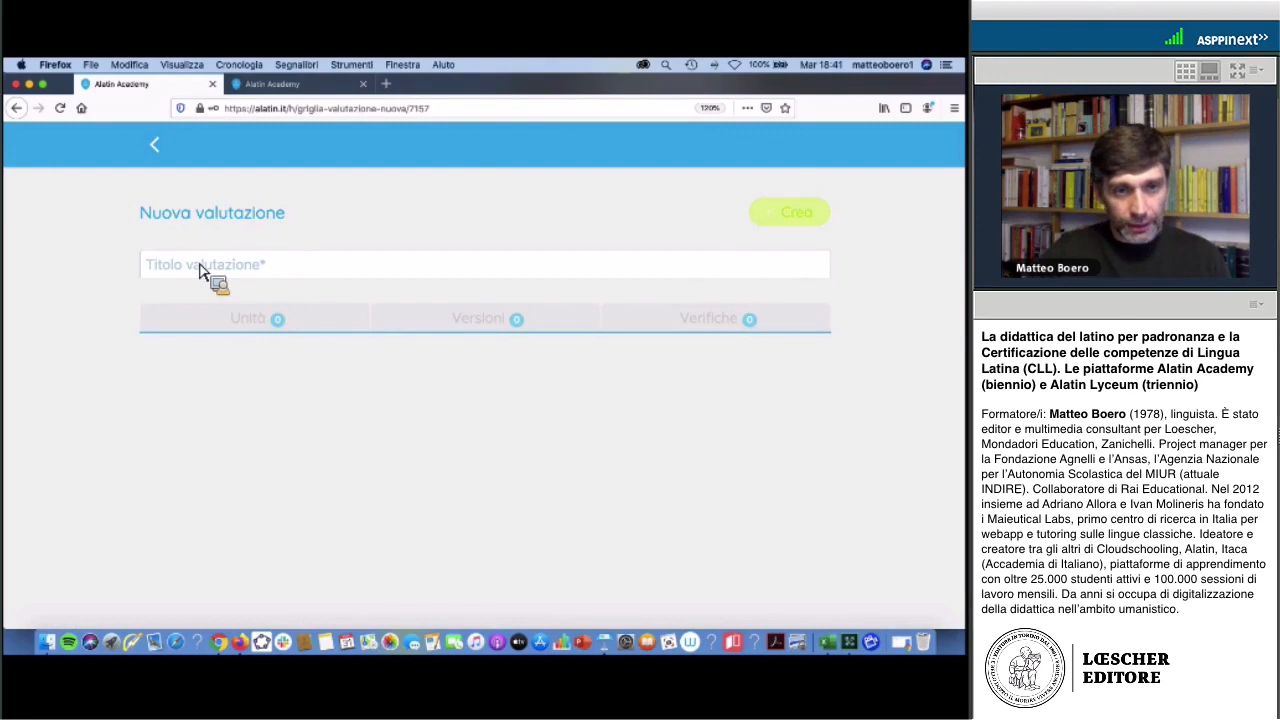 Firefox File Modifica Visualizza Cronologia Segnalibri Strumenti Finestra Aiuto 100% Mar 18:41 matteoboero1
Alatin Academy Alatin Academy
https://alatin.it/h/griglia-valutazione-nuova/7157 120%
Nuova valutazione
Crea
Titolo valutazione*
Unità 0 Versioni 0 Verifiche 0
ASPPInext>>
Matteo Boero
La didattica del latino per padronanza e la
Certificazione delle competenze di Lingua
Latina (CLL). Le piattaforme Alatin Academy
(biennio) e Alatin Lyceum (triennio)
Formatore/i: Matteo Boero (1978), linguista. È stato
editor e multimedia consultant per Loescher,
Mondadori Education, Zanichelli. Project manager per
la Fondazione Agnelli e l'Ansas, l'Agenzia Nazionale
per l'Autonomia Scolastica del MIUR (attuale
INDIRE). Collaboratore di Rai Educational. Nel 2012
insieme ad Adriano Allora e Ivan Molineris ha fondato
i Maieutical Labs, primo centro di ricerca in Italia per
webapp e tutoring sulle lingue classiche. Ideatore e
creatore tra gli altri di Cloudschooling, Alatin, Itaca
(Accademia di Italiano), piattaforme di apprendimento
con oltre 25.000 studenti attivi e 100.000 sessioni di
lavoro mensili. Da anni si occupa di digitalizzazione
della didattica nell'ambito umanistico.
LŒSCHER
EDITORE